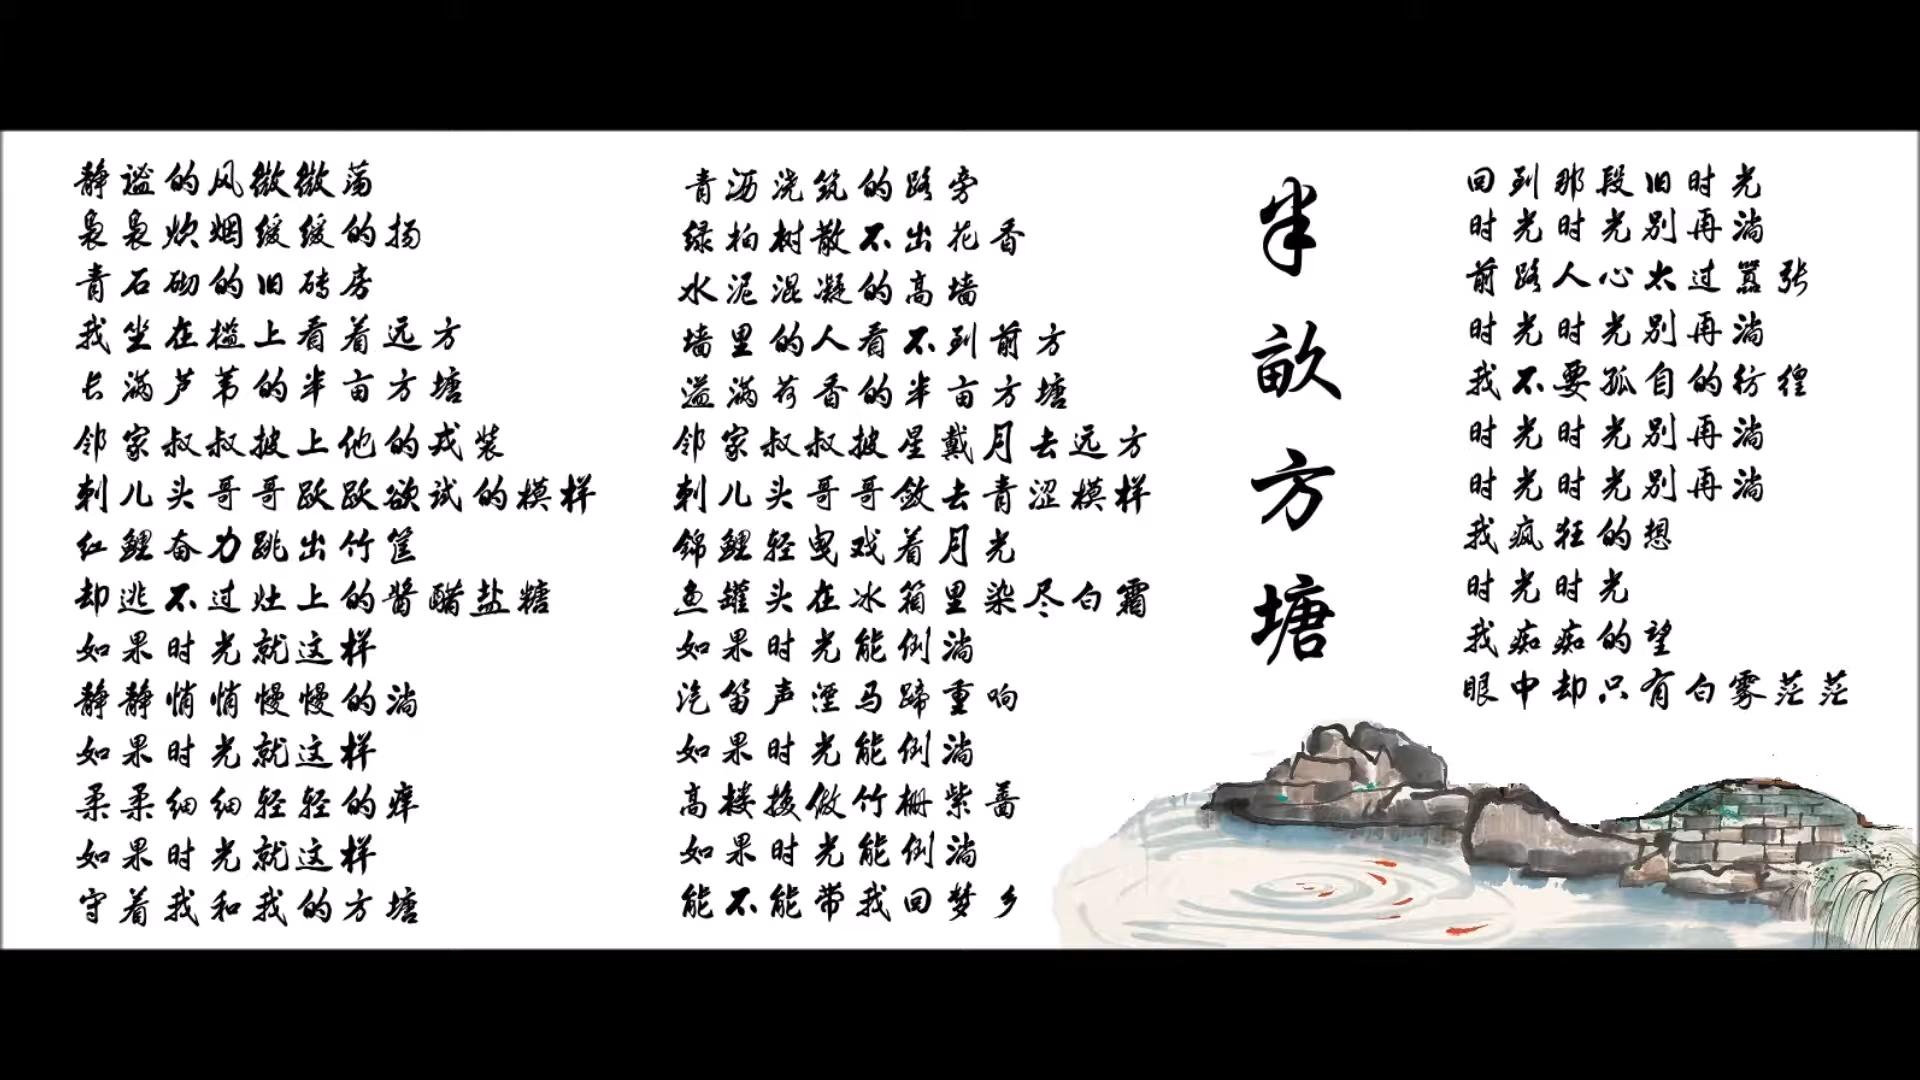 静谧的风微微荡
袅袅炊烟缓缓的扬
青石砌的旧砖房
我坐在槛上看着远方
长满芦苇的半亩方塘
邻家叔叔披上他的戎装
刺儿头哥哥跃跃欲试的模样
红鲤奋力跳出竹筐
却逃不过灶上的酱醋盐糖
如果时光就这样
静静悄悄慢慢的淌
如果时光就这样
柔柔细细轻轻的痒
如果时光就这样
守着我和我的方塘
青沥浇筑的路旁
绿柏树散不出花香
水泥混凝的高墙
墙里的人看不到前方
溢满荷香的半亩方塘
邻家叔叔披星戴月去远方
刺儿头哥哥敛去青涩模样
锦鲤轻曳戏着月光
鱼罐头在冰箱里染尽白霜
如果时光能倒淌
汽笛声湮马蹄重响
如果时光能倒淌
高楼拨做竹栅紫蔷
如果时光能倒淌
能不能带我回梦乡
半畝方塘
回到那段旧时光
时光时光别再淌
前路人心太过嚣张
时光时光别再淌
我不要孤自的彷徨
时光时光别再淌
时光时光别再淌
我疯狂的想
时光时光
我痴痴的望
眼中却只有白雾茫茫